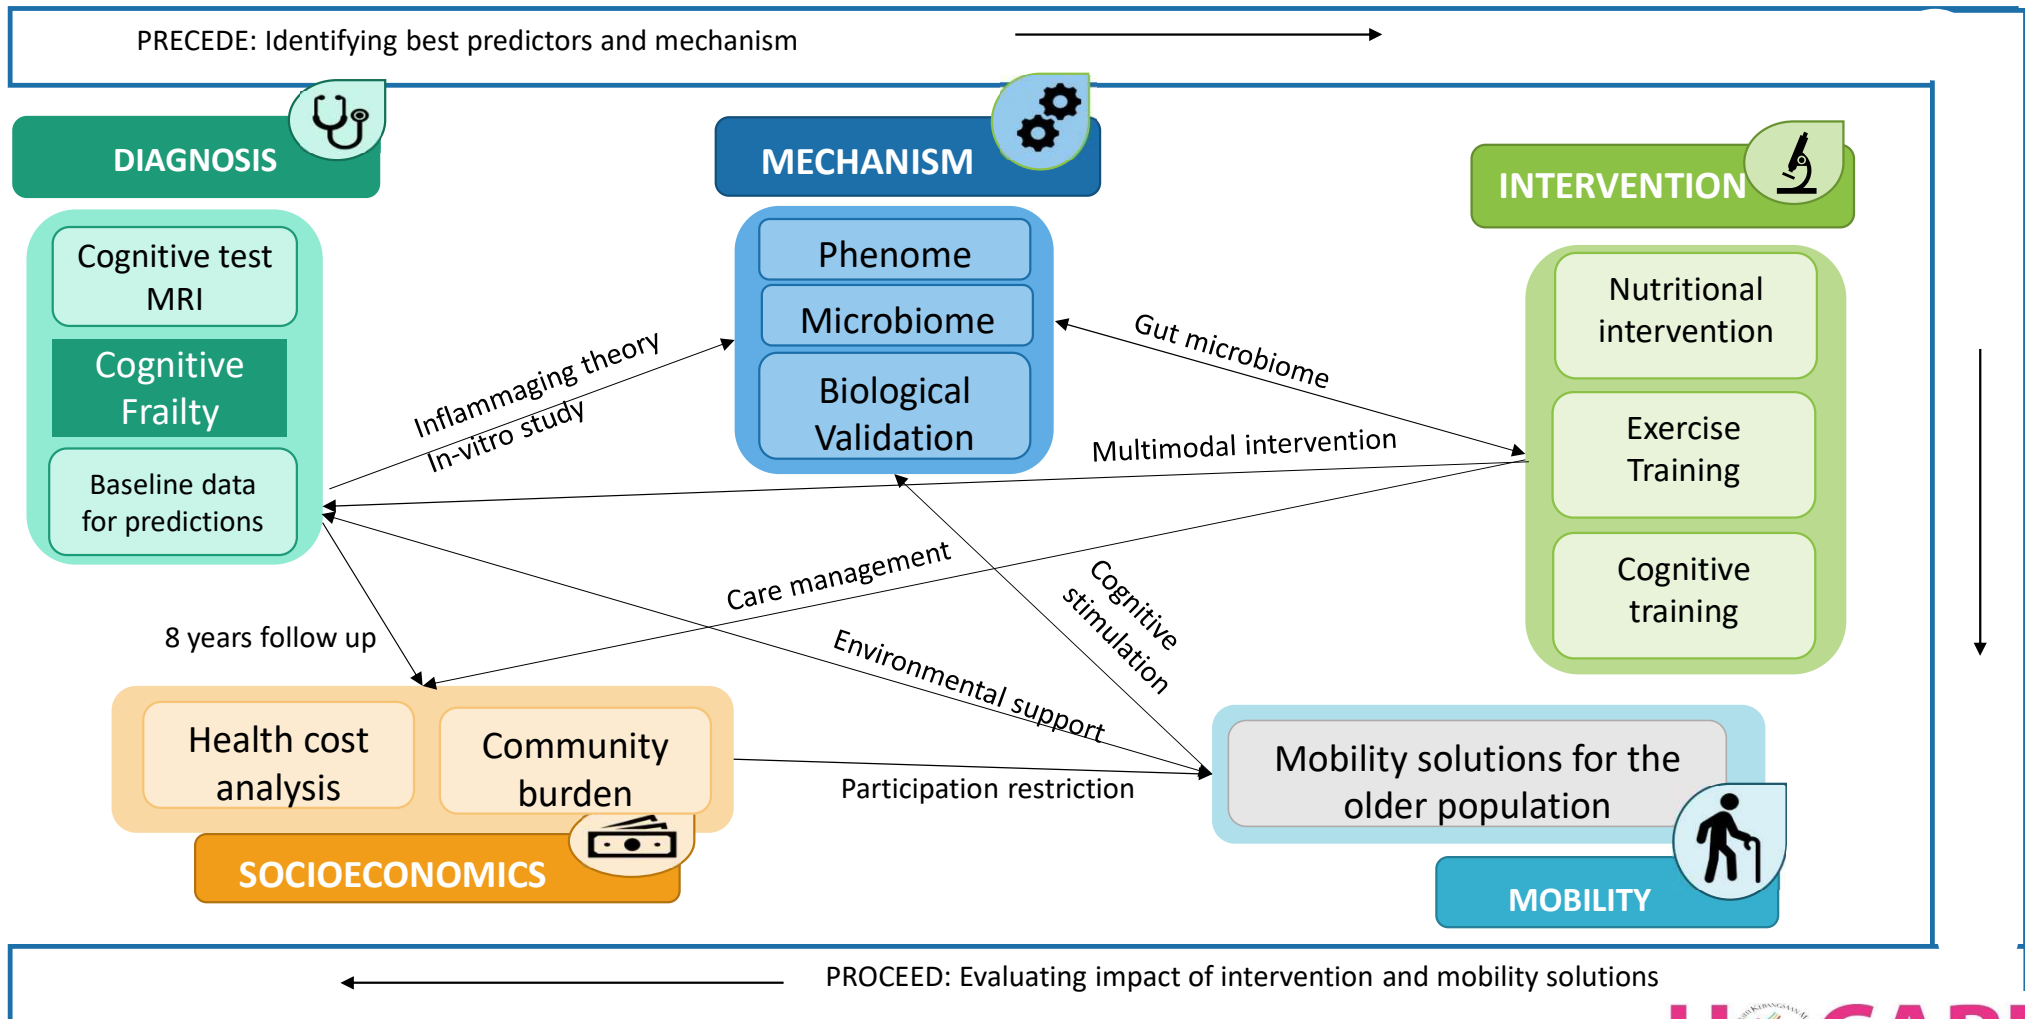 PRECEDE: Identifying best predictors and mechanism
DIAGNOSIS
MECHANISM
INTERVENTION
Cognitive test
MRI
Cognitive
Frailty
Baseline data
for predictions
Phenome
Microbiome
Biological
Validation
Nutritional
intervention
Exercise
Training
Cognitive
training
Inflammaging theory
In-vitro study
Gut microbiome
Multimodal intervention
Care management
Cognitive
stimulation
8 years follow up
Environmental support
Participation restriction
Health cost
analysis
Community
burden
SOCIOECONOMICS
Mobility solutions for the
older population
MOBILITY
PROCEED: Evaluating impact of intervention and mobility solutions